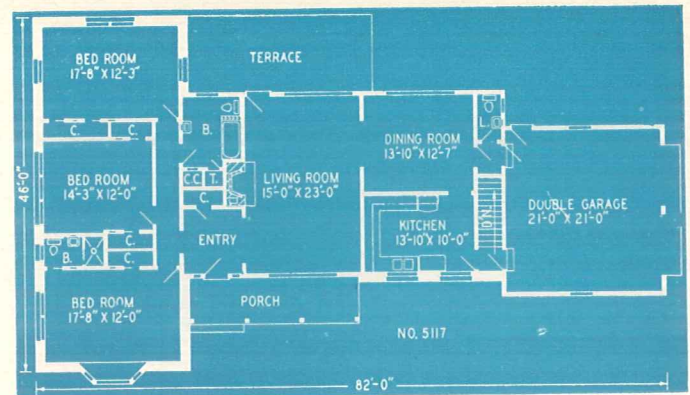 BED ROOM
17'-8" X 12'-3"
TERRACE
C.
C.
B.
L.
DINING ROOM
13'-10" X 12'-7"
BED ROOM
14'-3" X 12'-0"
C.C.
T.
LIVING ROOM
15'-0" X 23'-0"
C.
DOUBLE GARAGE
21'-0" X 21'-0"
46'-0"
KITCHEN
13'-10" X 10'-0"
DN.
ENTRY
B.
C.
C.
BED ROOM
17'-8" X 12'-0"
PORCH
NO. 5117
82'-0"